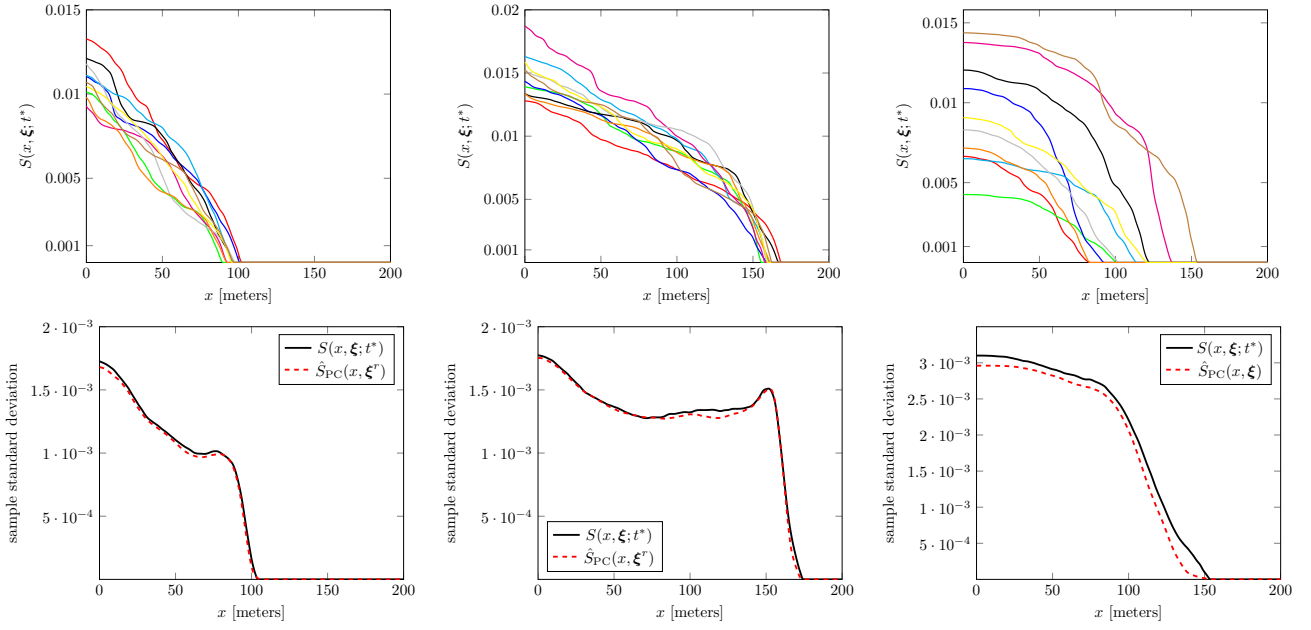 0.015
0.01
0.005
0.001
S(x, ξ; t*)
0 50 100 150 200
x [meters]
0.02
0.015
0.01
0.005
0.001
S(x, ξ; t*)
0 50 100 150 200
x [meters]
0.015
0.01
0.005
0.001
S(x, ξ; t*)
0 50 100 150 200
x [meters]
2 · 10⁻³
1.5 · 10⁻³
1 · 10⁻³
5 · 10⁻⁴
sample standard deviation
S(x, ξ; t*)
Ŝ_PC(x, ξ^r)
0 50 100 150 200
x [meters]
2 · 10⁻³
1.5 · 10⁻³
1 · 10⁻³
5 · 10⁻⁴
sample standard deviation
S(x, ξ; t*)
Ŝ_PC(x, ξ^r)
0 50 100 150 200
x [meters]
3 · 10⁻³
2.5 · 10⁻³
2 · 10⁻³
1.5 · 10⁻³
1 · 10⁻³
5 · 10⁻⁴
sample standard deviation
S(x, ξ; t*)
Ŝ_PC(x, ξ)
0 50 100 150 200
x [meters]